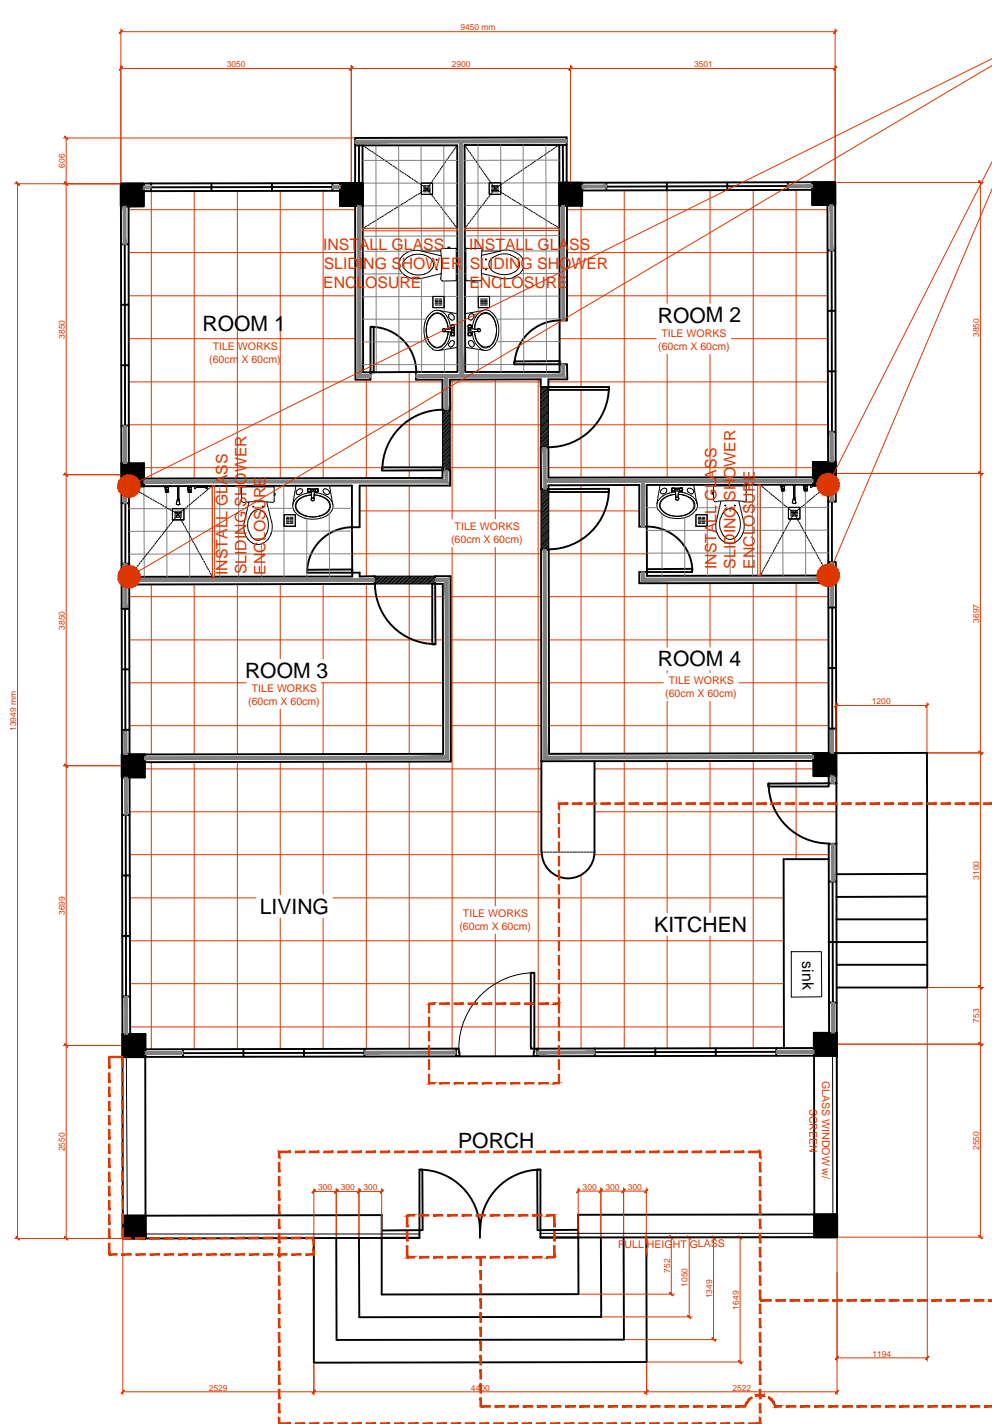 9450 mm
3050
2900
3501
606
INSTALL GLASS
SLIDING SHOWER
ENCLOSURE
INSTALL GLASS
SLIDING SHOWER
ENCLOSURE
ROOM 1
TILE WORKS
(60cm X 60cm)
ROOM 2
TILE WORKS
(60cm X 60cm)
3850
3850
INSTALL GLASS
SLIDING SHOWER
ENCLOSURE
INSTALL GLASS
SLIDING SHOWER
ENCLOSURE
TILE WORKS
(60cm X 60cm)
3850
3697
ROOM 3
TILE WORKS
(60cm X 60cm)
ROOM 4
TILE WORKS
(60cm X 60cm)
13949 mm
1200
3699
3100
LIVING
TILE WORKS
(60cm X 60cm)
KITCHEN
sink
753
2550
2550
GLASS WINDOW w/
SCREEN
PORCH
300
300
300
300
300
300
FULL HEIGHT GLASS
752
1050
1349
1649
1194
2529
4400
2522